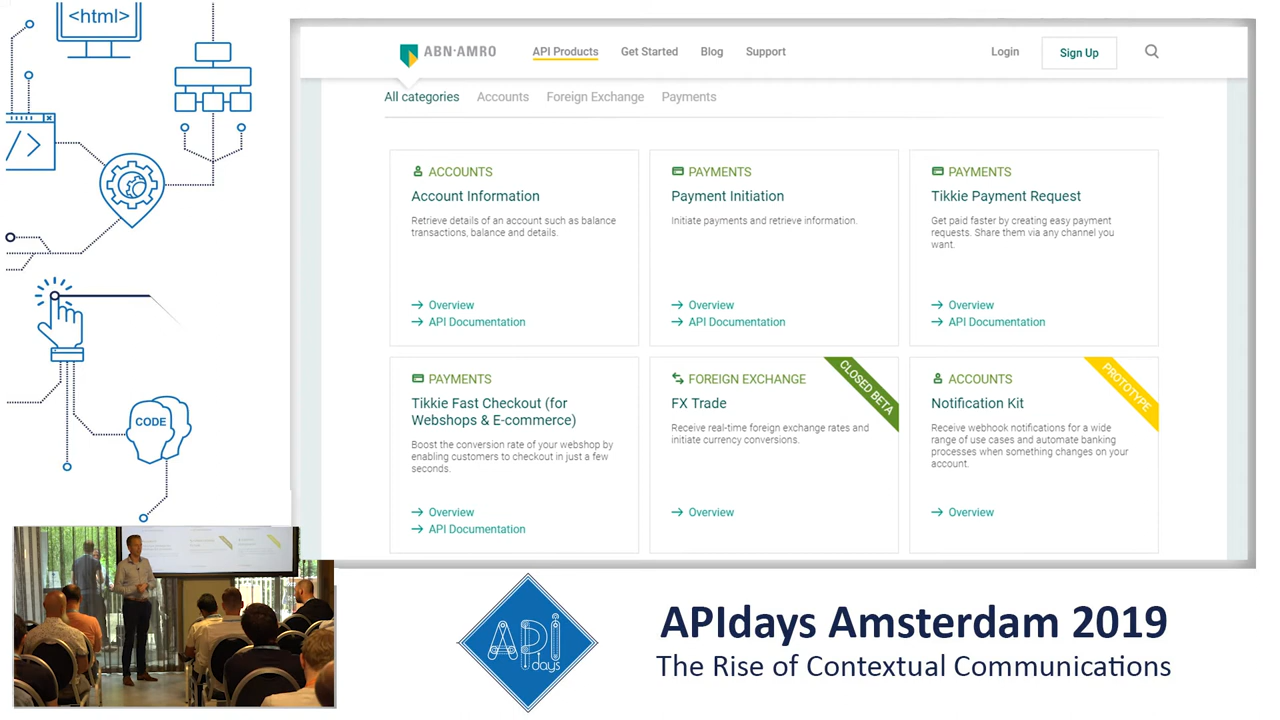 <html>
ABN·AMRO
API Products
Get Started
Blog
Support
Login
Sign Up
All categories
Accounts
Foreign Exchange
Payments
ACCOUNTS
Account Information
Retrieve details of an account such as balance
transactions, balance and details.
Overview
API Documentation
PAYMENTS
Payment Initiation
Initiate payments and retrieve information.
Overview
API Documentation
PAYMENTS
Tikkie Payment Request
Get paid faster by creating easy payment
requests. Share them via any channel you
want.
Overview
API Documentation
PAYMENTS
Tikkie Fast Checkout (for
Webshops & E-commerce)
Boost the conversion rate of your webshop by
enabling customers to checkout in just a few
seconds.
Overview
API Documentation
FOREIGN EXCHANGE
CLOSED BETA
FX Trade
Receive real-time foreign exchange rates and
initiate currency conversions.
Overview
ACCOUNTS
PROTOTYPE
Notification Kit
Receive webhook notifications for a wide
range of use cases and automate banking
processes when something changes on your
account.
Overview
</>
CODE
API
days
APIdays Amsterdam 2019
The Rise of Contextual Communications